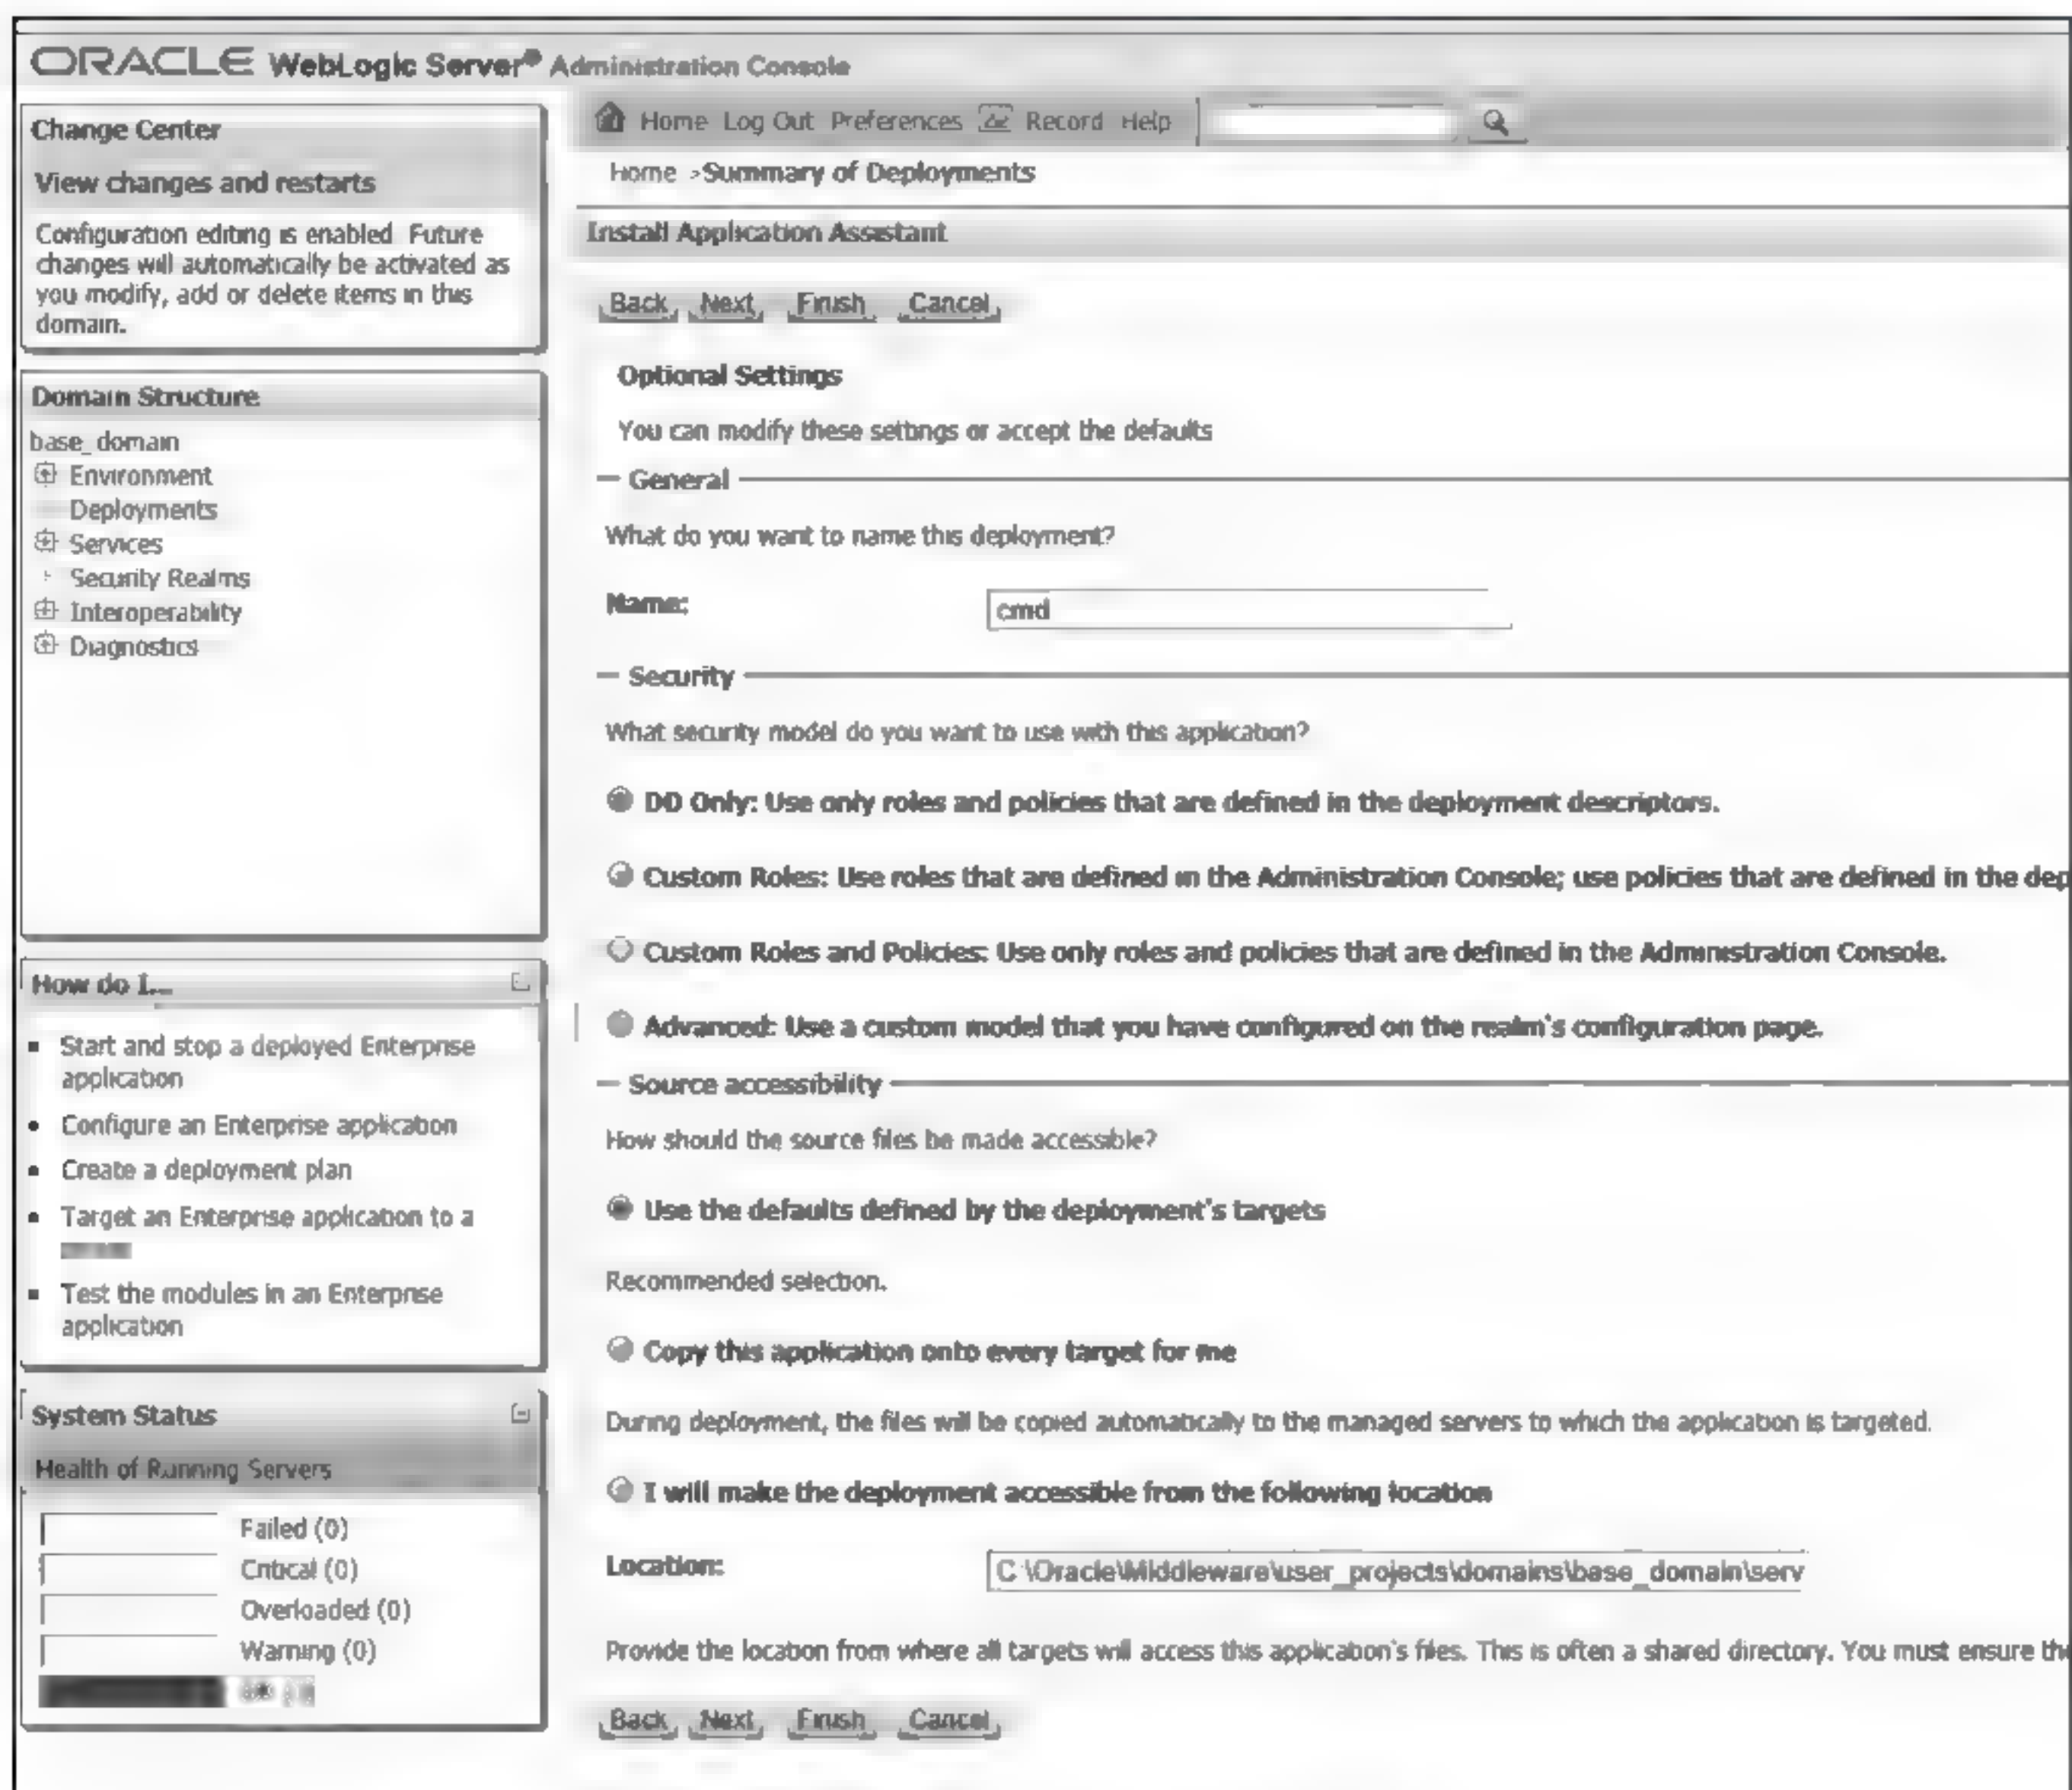 ORACLE WebLogic Server® Administration Console
Change Center
View changes and restarts
Configuration editing is enabled. Future
changes will automatically be activated as
you modify, add or delete items in this
domain.
Domain Structure
base_domain
Environment
Deployments
Services
Security Realms
Interoperability
Diagnostics
How do I...
Start and stop a deployed Enterprise
application
Configure an Enterprise application
Create a deployment plan
Target an Enterprise application to a
Test the modules in an Enterprise
application
System Status
Health of Running Servers
Failed (0)
Critical (0)
Overloaded (0)
Warning (0)
Home Log Out Preferences Record Help
Home >Summary of Deployments
Install Application Assistant
Back Next Finish Cancel
Optional Settings
You can modify these settings or accept the defaults
General
What do you want to name this deployment?
Name: cmd
Security
What security model do you want to use with this application?
DD Only: Use only roles and policies that are defined in the deployment descriptors.
Custom Roles: Use roles that are defined in the Administration Console; use policies that are defined in the dep
Custom Roles and Policies: Use only roles and policies that are defined in the Administration Console.
Advanced: Use a custom model that you have configured on the realm's configuration page.
Source accessibility
How should the source files be made accessible?
Use the defaults defined by the deployment's targets
Recommended selection.
Copy this application onto every target for me
During deployment, the files will be copied automatically to the managed servers to which the application is targeted.
I will make the deployment accessible from the following location
Location: C:\Oracle\Middleware\user_projects\domains\base_domain\serv
Provide the location from where all targets will access this application's files. This is often a shared directory. You must ensure the
Back Next Finish Cancel